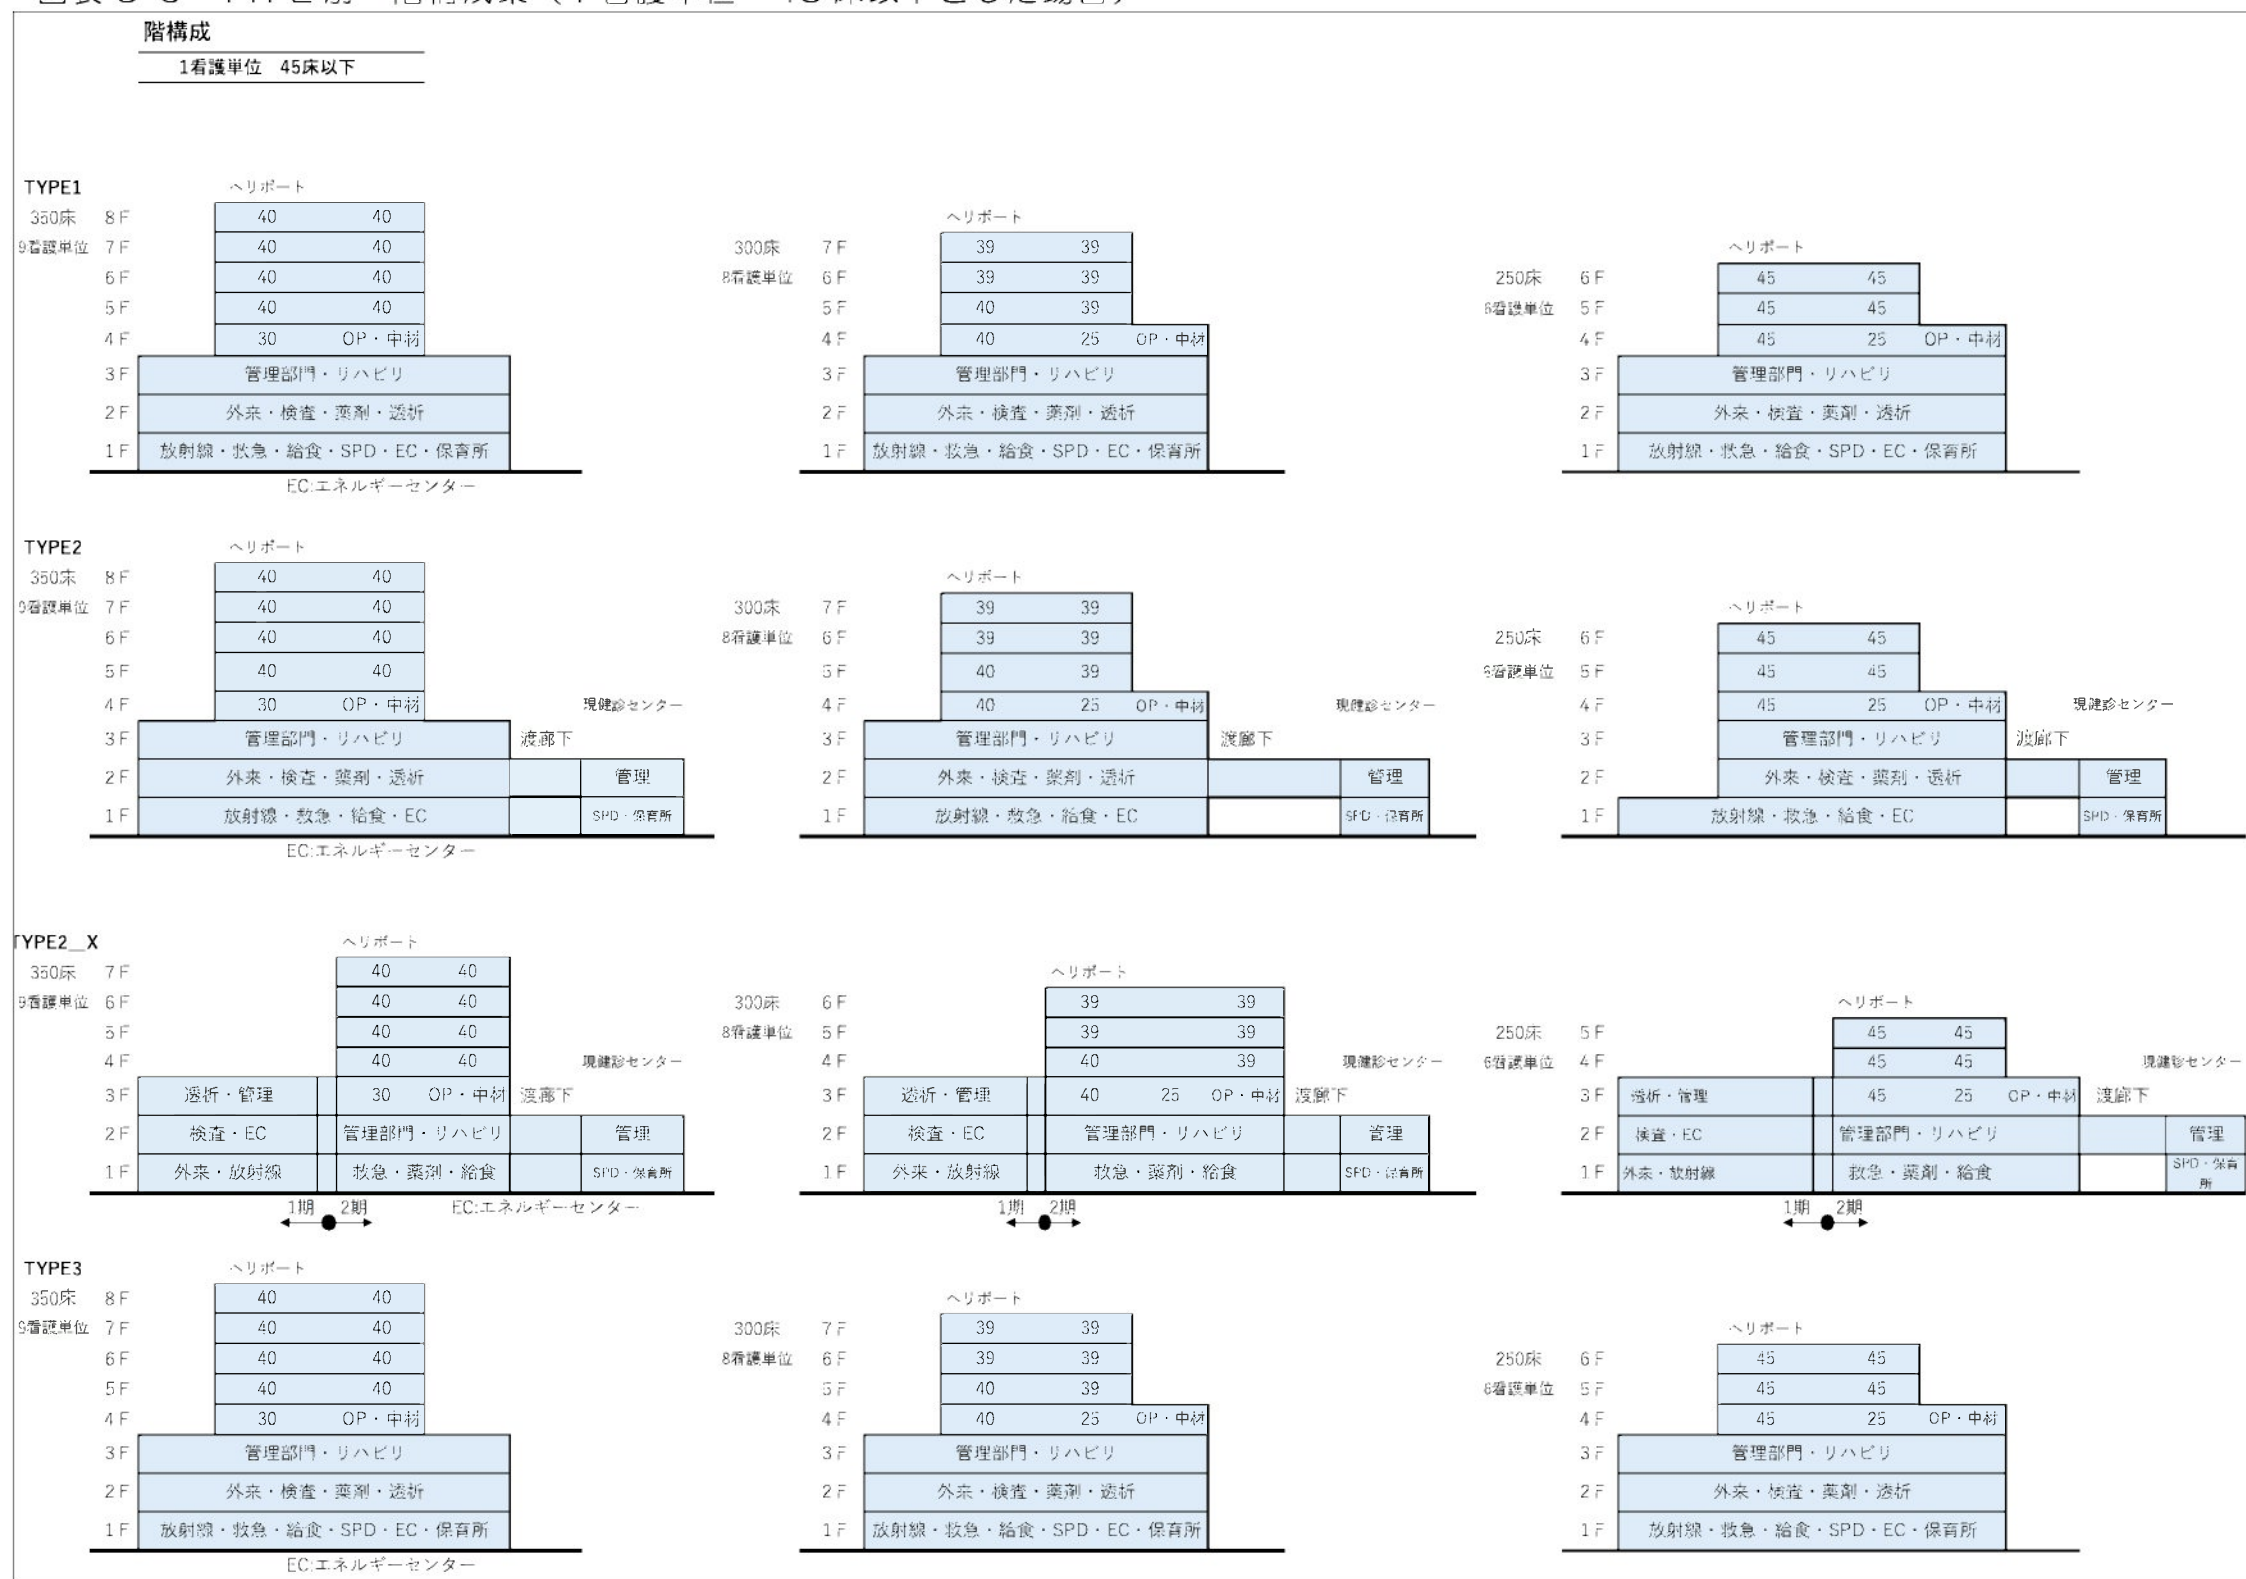 階構成
1看護単位 45床以下
TYPE1
ヘリポート
350床 8F 40 40
9看護単位 7F 40 40
6F 40 40
5F 40 40
4F 30 OP・中材
3F 管理部門・リハビリ
2F 外来・検査・薬剤・透析
1F 放射線・救急・給食・SPD・EC・保育所
EC:エネルギーセンター
ヘリポート
300床 7F 39 39
8看護単位 6F 39 39
5F 40 39
4F 40 25 OP・中材
3F 管理部門・リハビリ
2F 外来・検査・薬剤・透析
1F 放射線・救急・給食・SPD・EC・保育所
ヘリポート
250床 6F 45 45
6看護単位 5F 45 45
4F 45 25 OP・中材
3F 管理部門・リハビリ
2F 外来・検査・薬剤・透析
1F 放射線・救急・給食・SPD・EC・保育所
TYPE2
ヘリポート
350床 8F 40 40
9看護単位 7F 40 40
6F 40 40
5F 40 40
4F 30 OP・中材 現健診センター
3F 管理部門・リハビリ 渡廊下
2F 外来・検査・薬剤・透析 管理
1F 放射線・救急・給食・EC SPD・保育所
EC:エネルギーセンター
ヘリポート
300床 7F 39 39
8看護単位 6F 39 39
5F 40 39
4F 40 25 OP・中材 現健診センター
3F 管理部門・リハビリ 渡廊下
2F 外来・検査・薬剤・透析 管理
1F 放射線・救急・給食・EC SPD・保育所
ヘリポート
250床 6F 45 45
6看護単位 5F 45 45
4F 45 25 OP・中材 現健診センター
3F 管理部門・リハビリ 渡廊下
2F 外来・検査・薬剤・透析 管理
1F 放射線・救急・給食・EC SPD・保育所
TYPE2_X
ヘリポート
350床 7F 40 40
9看護単位 6F 40 40
5F 40 40
4F 40 40 現健診センター
3F 透析・管理 30 OP・中材 渡廊下
2F 検査・EC 管理部門・リハビリ 管理
1F 外来・放射線 救急・薬剤・給食 SPD・保育所
1期 2期 EC:エネルギーセンター
ヘリポート
300床 6F 39 39
8看護単位 5F 39 39
4F 40 39 現健診センター
3F 透析・管理 40 25 OP・中材 渡廊下
2F 検査・EC 管理部門・リハビリ 管理
1F 外来・放射線 救急・薬剤・給食 SPD・保育所
1期 2期
ヘリポート
250床 5F 45 45
6看護単位 4F 45 45 現健診センター
3F 透析・管理 45 25 OP・中材 渡廊下
2F 検査・EC 管理部門・リハビリ 管理
1F 外来・放射線 救急・薬剤・給食 SPD・保育所
1期 2期
TYPE3
ヘリポート
350床 8F 40 40
9看護単位 7F 40 40
6F 40 40
5F 40 40
4F 30 OP・中材
3F 管理部門・リハビリ
2F 外来・検査・薬剤・透析
1F 放射線・救急・給食・SPD・EC・保育所
EC:エネルギーセンター
ヘリポート
300床 7F 39 39
8看護単位 6F 39 39
5F 40 39
4F 40 25 OP・中材
3F 管理部門・リハビリ
2F 外来・検査・薬剤・透析
1F 放射線・救急・給食・SPD・EC・保育所
ヘリポート
250床 6F 45 45
6看護単位 5F 45 45
4F 45 25 OP・中材
3F 管理部門・リハビリ
2F 外来・検査・薬剤・透析
1F 放射線・救急・給食・SPD・EC・保育所